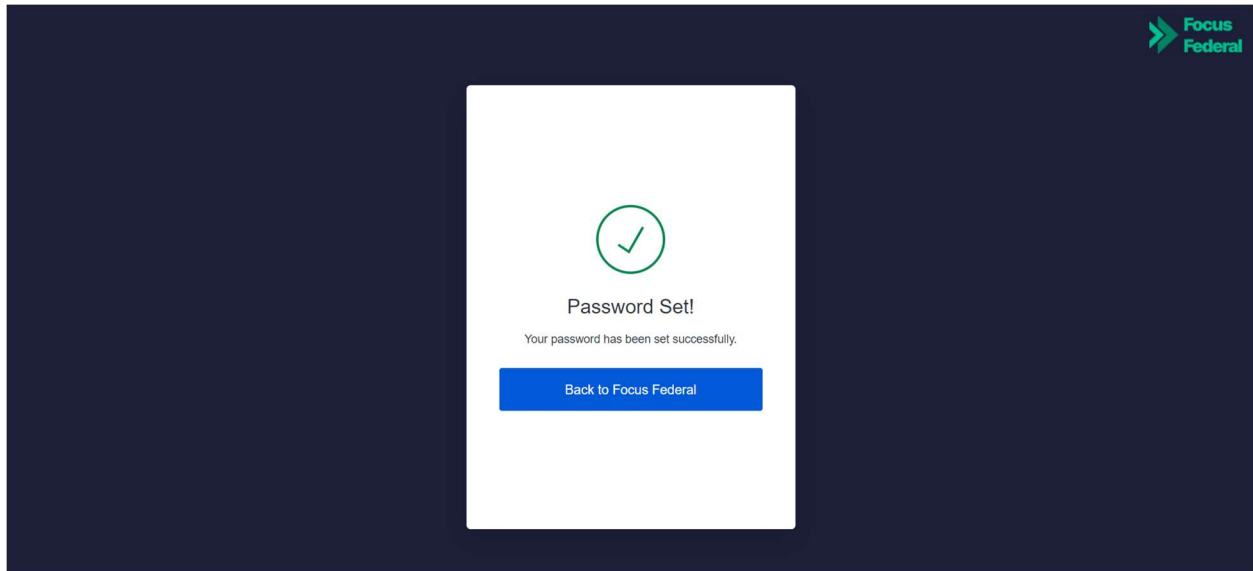 Focus
Federal
Password Set!
Your password has been set successfully.
Back to Focus Federal